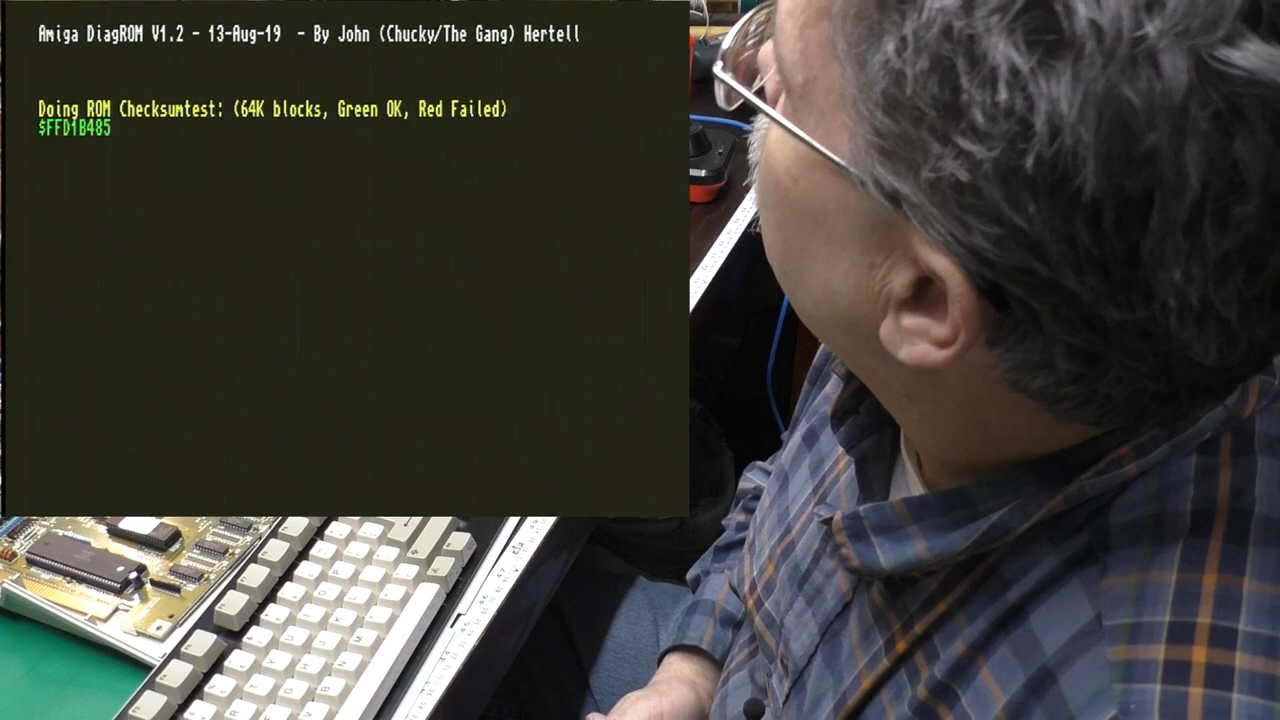 Amiga DiagROM V1.2 - 13-Aug-19 - By John (Chucky/The Gang) Hertell
Doing ROM Checksumtest: (64K blocks, Green OK, Red Failed)
$FFD1B485